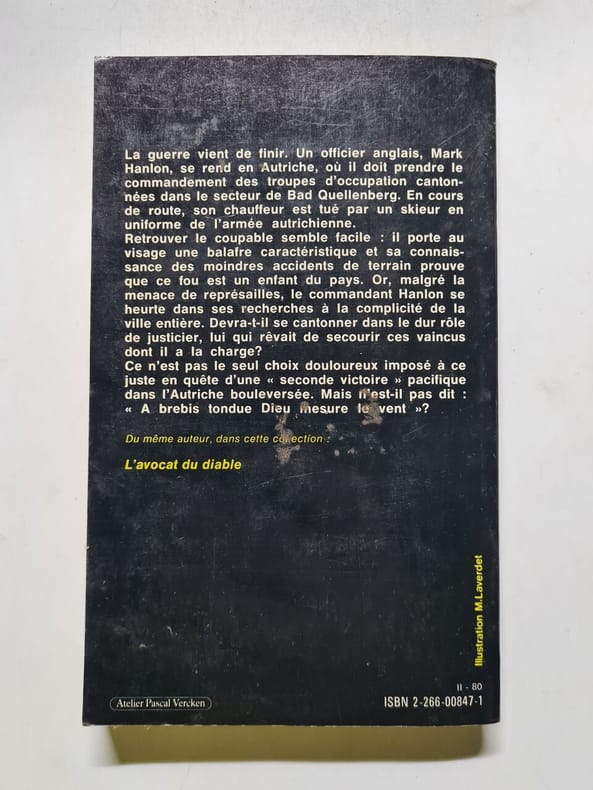 La guerre vient de finir. Un officier anglais, Mark
Hanlon, se rend en Autriche, où il doit prendre le
commandement des troupes d'occupation canton-
nées dans le secteur de Bad Quellenberg. En cours
de route, son chauffeur est tué par un skieur en
uniforme de l'armée autrichienne.
Retrouver le coupable semble facile : il porte au
visage une balafre caractéristique et sa connais-
sance des moindres accidents de terrain prouve
que ce fou est un enfant du pays. Or, malgré la
menace de représailles, le commandant Hanlon se
heurte dans ses recherches à la complicité de la
ville entière. Devra-t-il se cantonner dans le dur rôle
de justicier, lui qui rêvait de secourir ces vaincus
dont il a la charge?
Ce n'est pas le seul choix douloureux imposé à ce
juste en quête d'une « seconde victoire » pacifique
dans l'Autriche bouleversée. Mais n'est-il pas dit :
« A brebis tondue Dieu mesure le vent »?
Du même auteur, dans cette collection :
L'avocat du diable
Illustration M.Laverdet
II - 80
Atelier Pascal Vercken
ISBN 2-266-00847-1